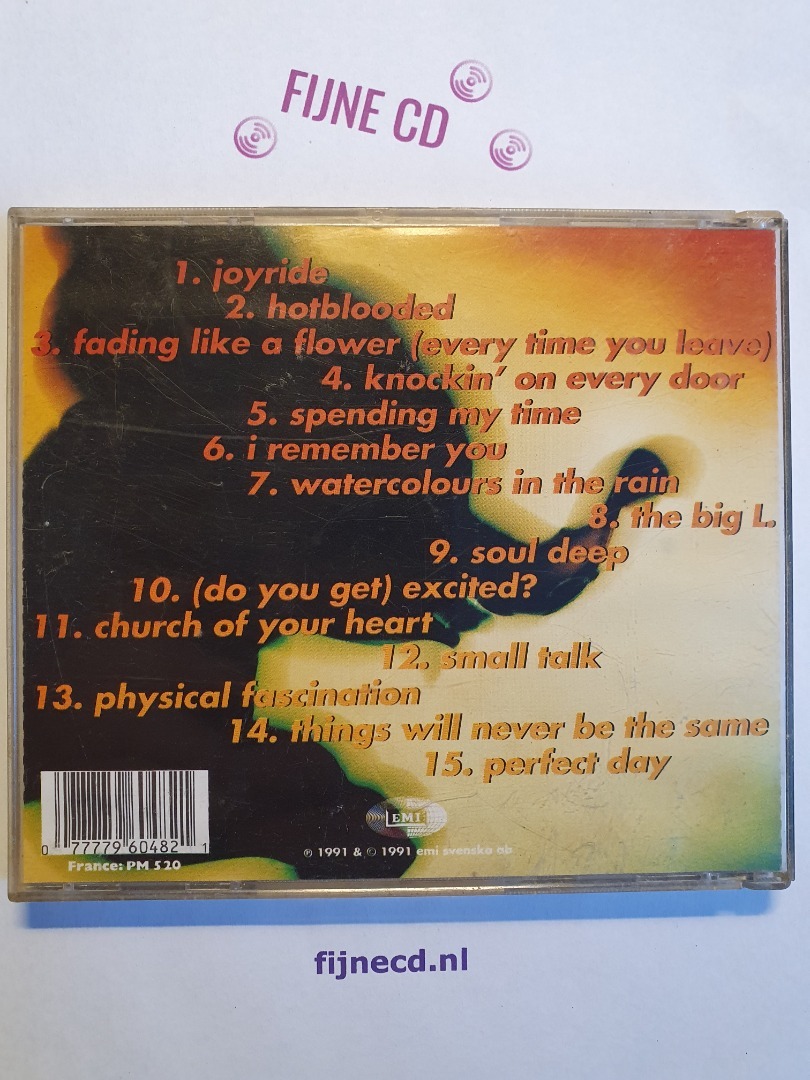 FIJNE CD
1. joyride
2. hotblooded
3. fading like a flower (every time you leave)
4. knockin' on every door
5. spending my time
6. i remember you
7. watercolours in the rain
8. the big L.
9. soul deep
10. (do you get) excited?
11. church of your heart
12. small talk
13. physical fascination
14. things will never be the same
15. perfect day
EMI
0 77779 60482 1
℗ 1991 & © 1991 emi svenska ab
France: PM 520
fijnecd.nl